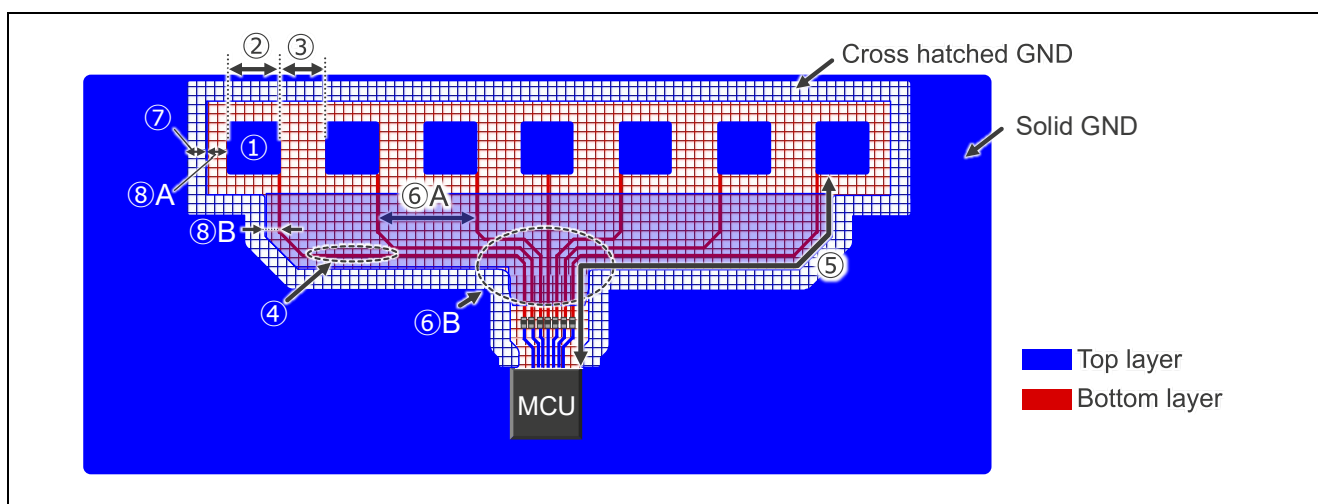 ② ③
Cross hatched GND
⑦
①
Solid GND
⑧A
⑥A
⑧B
⑤
④
⑥B
Top layer
Bottom layer
MCU